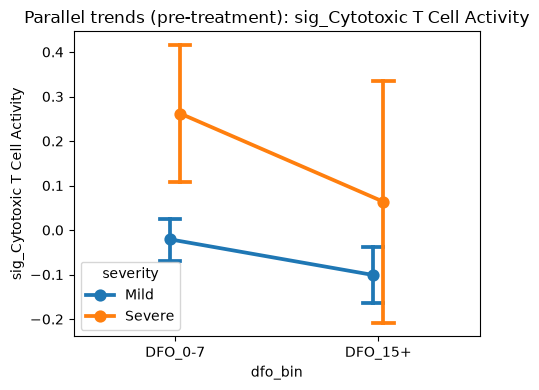 Parallel trends (pre-treatment): sig_Cytotoxic T Cell Activity
sig_Cytotoxic T Cell Activity
0.4
0.3
0.2
0.1
0.0
−0.1
−0.2
severity
Mild
Severe
DFO_0-7
DFO_15+
dfo_bin